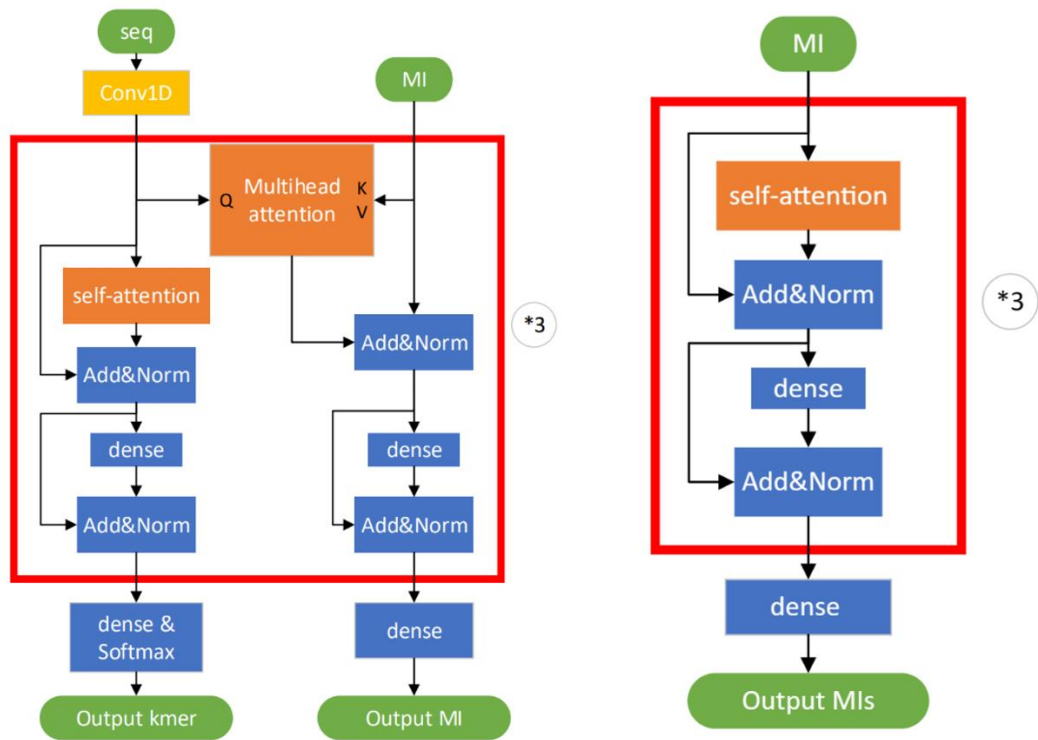 seq
Conv1D
MI
Q
Multihead
attention
K
V
self-attention
Add&Norm
Add&Norm
*3
dense
dense
Add&Norm
Add&Norm
dense &
Softmax
dense
Output kmer
Output MI
MI
self-attention
Add&Norm
*3
dense
Add&Norm
dense
Output MIs